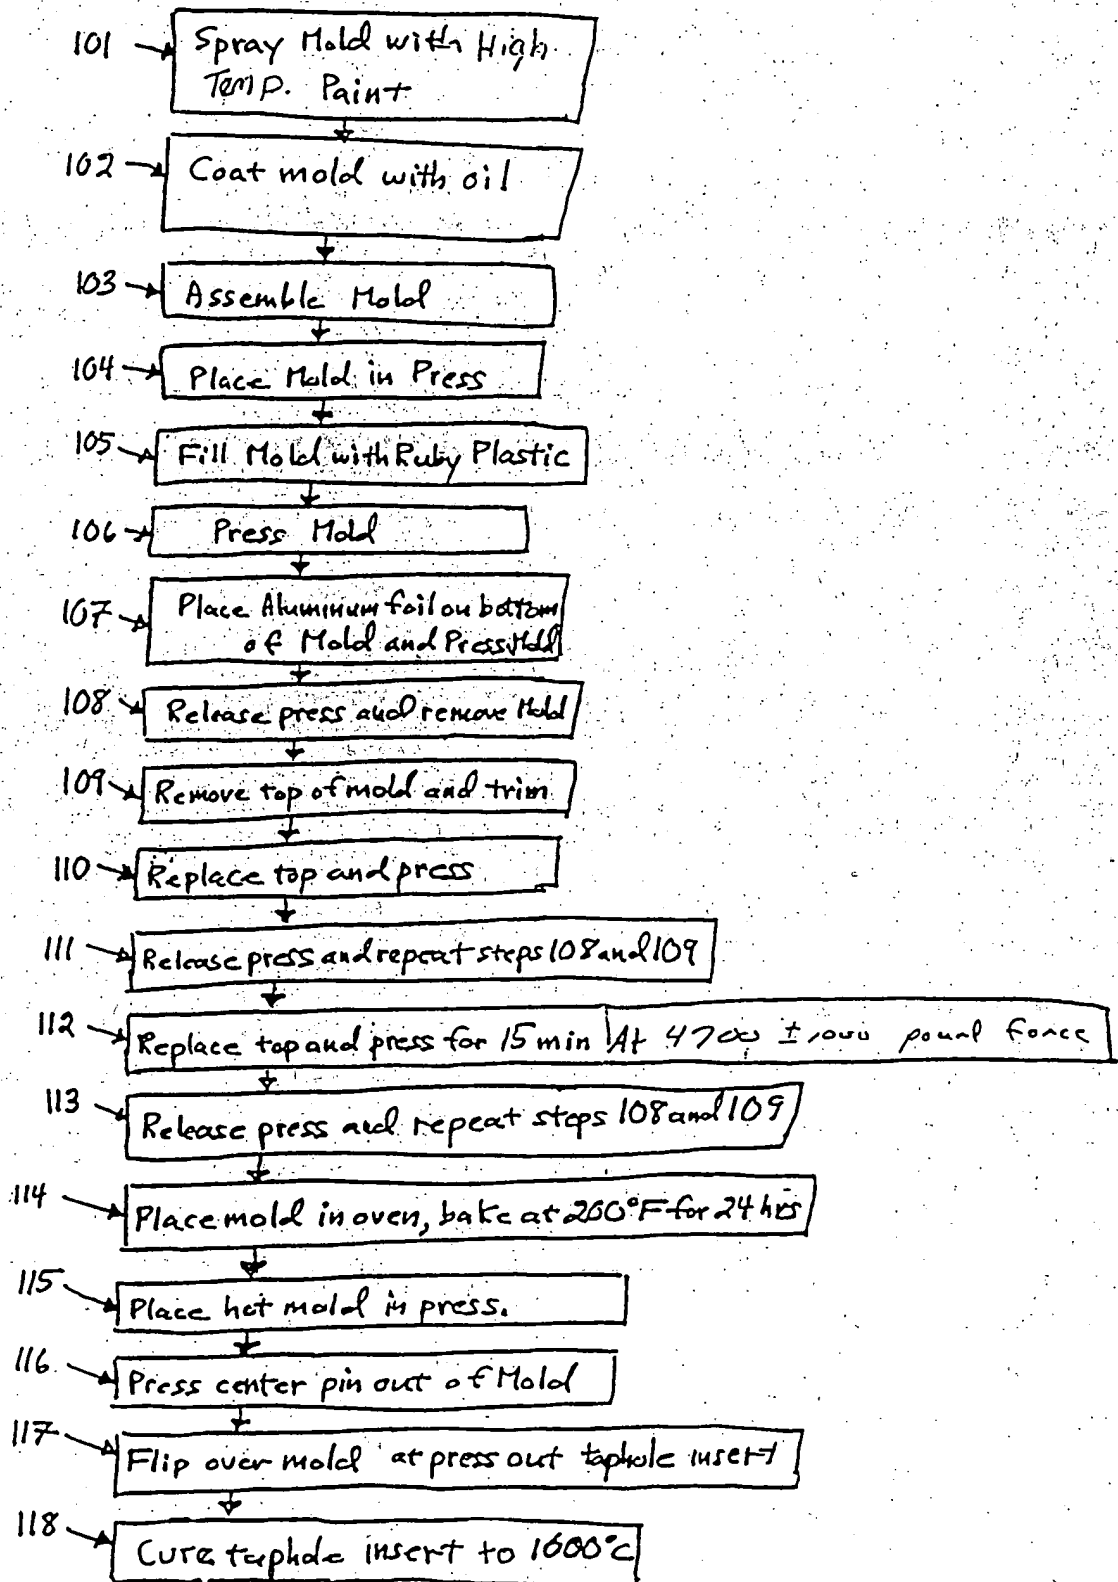 101
Spray Mold with High
Temp. Paint
102
Coat mold with oil
103
Assemble Mold
104
Place Mold in Press
105
Fill Mold with Ruby Plastic
106
Press Mold
107
Place Aluminum foil on bottom
of Mold and Press Mold
108
Release press and remove Mold
109
Remove top of mold and trim
110
Replace top and press
111
Release press and repeat steps 108 and 109
112
Replace top and press for 15 min At 4700 ±1000 pound force
113
Release press and repeat steps 108 and 109
114
Place mold in oven, bake at 200°F for 24 hrs
115
Place hot mold in press.
116
Press center pin out of Mold
117
Flip over mold at press out taphole insert
118
Cure taphole insert to 1600°C